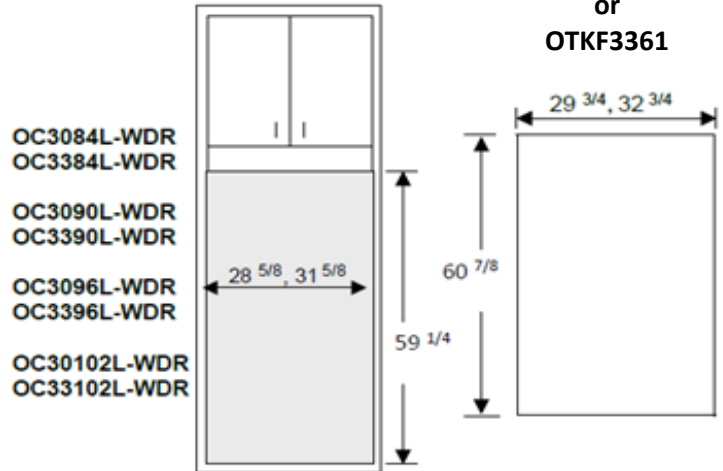 or
OTKF3361
29 3/4, 32 3/4
OC3084L-WDR
OC3384L-WDR
OC3090L-WDR
OC3390L-WDR
28 5/8, 31 5/8
60 7/8
OC3096L-WDR
OC3396L-WDR
59 1/4
OC30102L-WDR
OC33102L-WDR